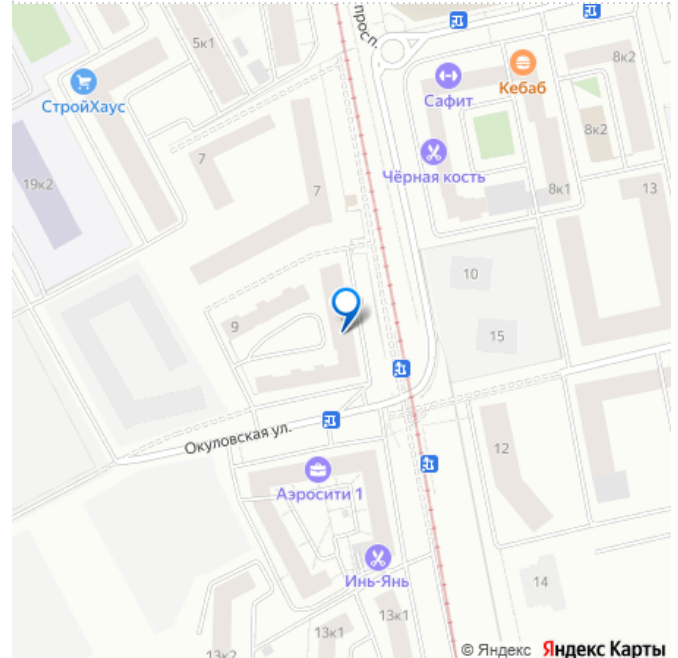 просп.
5к1
СтройХаус
Сафит
Кебаб
8к2
8к2
7
7
19к2
Чёрная кость
8к1
13
10
9
15
Окуловская ул.
12
Аэросити 1
Инь-Янь
14
13к1
13к1
13к2
© Яндекс Яндекс Карты